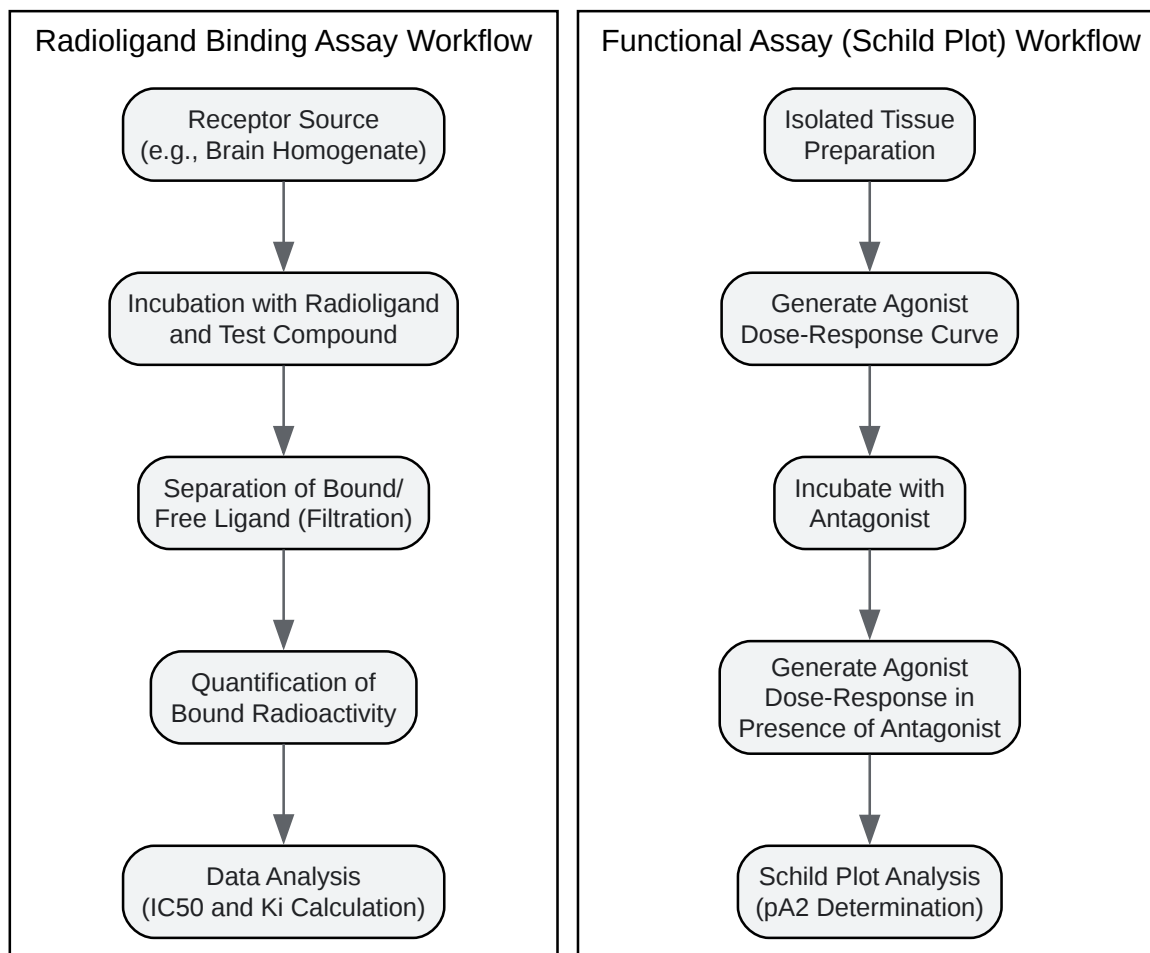 Radioligand Binding Assay Workflow
Receptor Source
(e.g., Brain Homogenate)
Incubation with Radioligand
and Test Compound
Separation of Bound/
Free Ligand (Filtration)
Quantification of
Bound Radioactivity
Data Analysis
(IC50 and Ki Calculation)
Functional Assay (Schild Plot) Workflow
Isolated Tissue
Preparation
Generate Agonist
Dose-Response Curve
Incubate with
Antagonist
Generate Agonist
Dose-Response in
Presence of Antagonist
Schild Plot Analysis
(pA2 Determination)